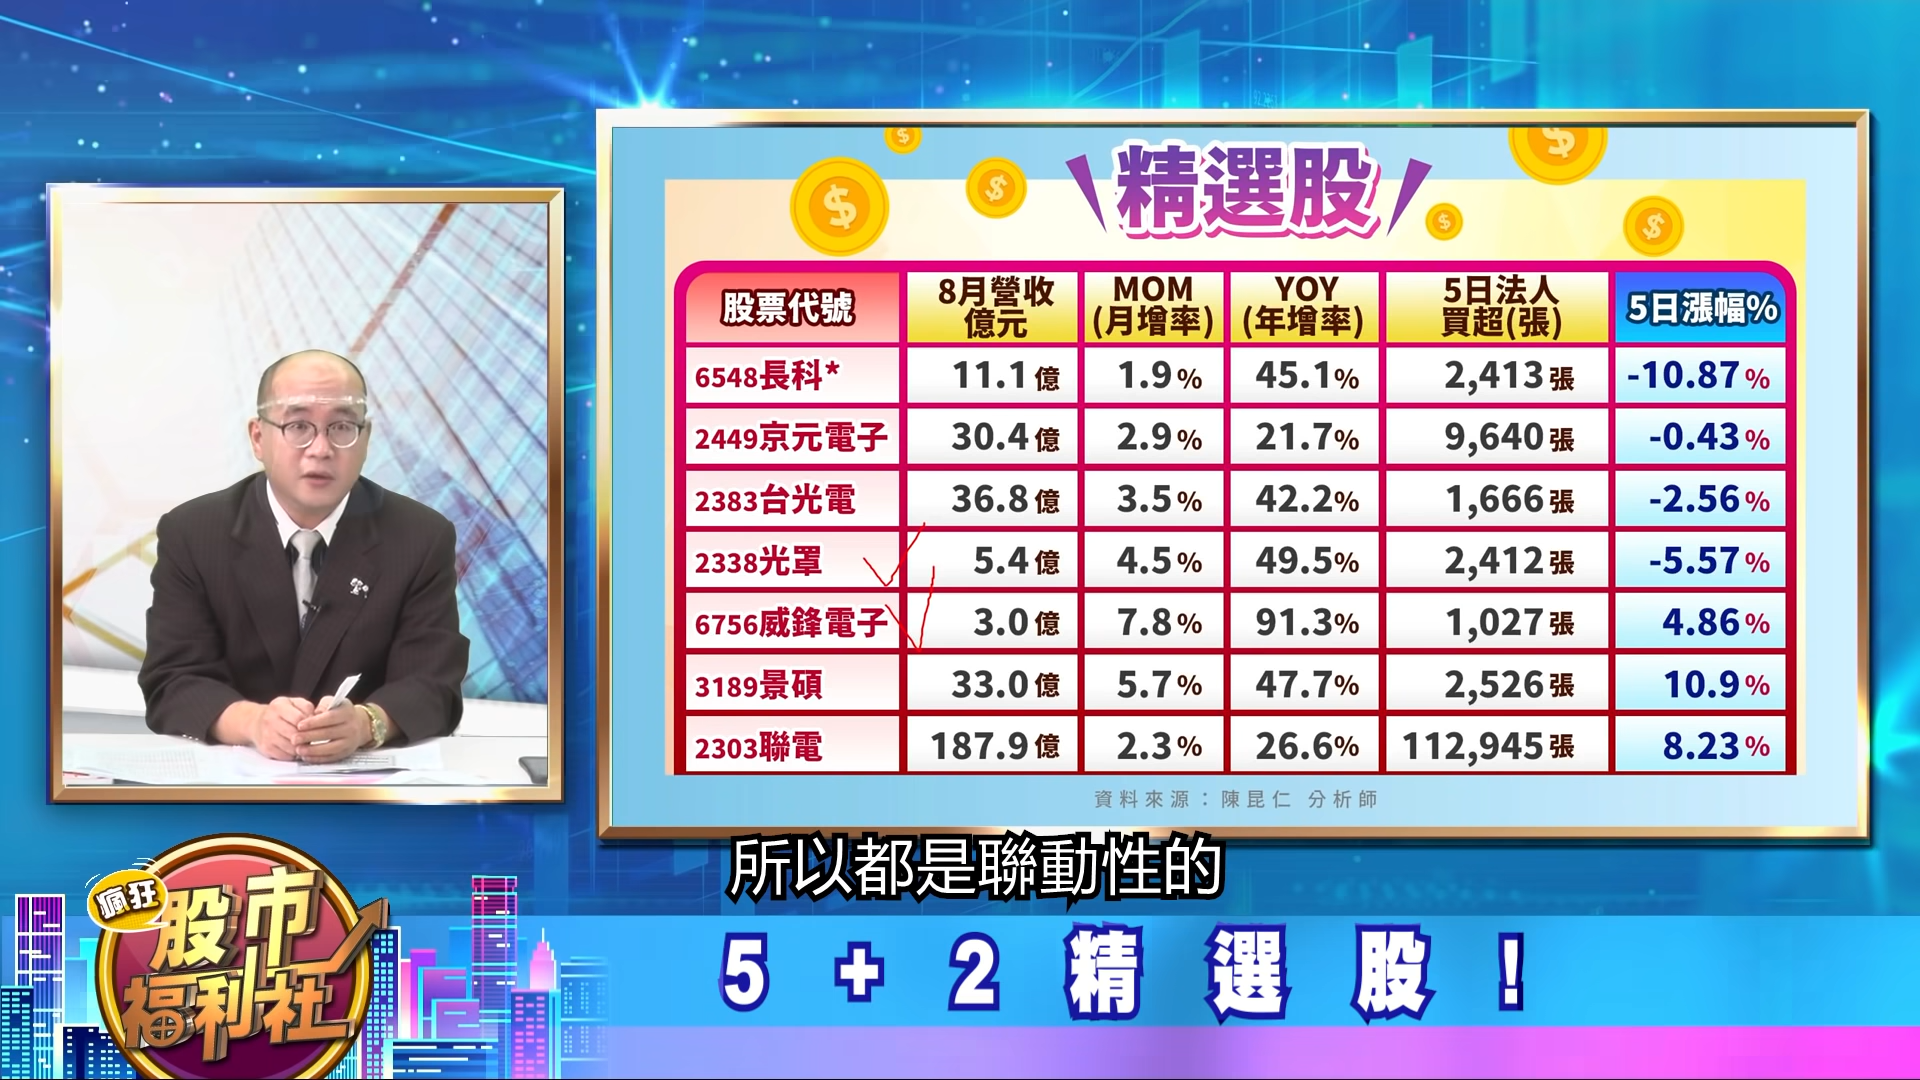 精選股
股票代號 8月營收億元 MOM(月增率) YOY(年增率) 5日法人買超(張) 5日漲幅%
6548長科* 11.1億 1.9% 45.1% 2,413張 -10.87%
2449京元電子 30.4億 2.9% 21.7% 9,640張 -0.43%
2383台光電 36.8億 3.5% 42.2% 1,666張 -2.56%
2338光罩 5.4億 4.5% 49.5% 2,412張 -5.57%
6756威鋒電子 3.0億 7.8% 91.3% 1,027張 4.86%
3189景碩 33.0億 5.7% 47.7% 2,526張 10.9%
2303聯電 187.9億 2.3% 26.6% 112,945張 8.23%
資料來源：陳昆仁 分析師
所以都是聯動性的
5+2精選股！
瘋狂
股市
福利社